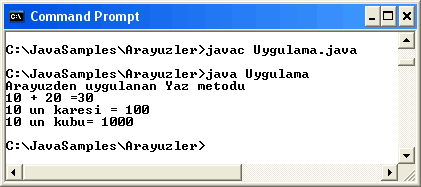 Command Prompt
C:\JavaSamples\Arayuzler>javac Uygulama.java
C:\JavaSamples\Arayuzler>java Uygulama
Arayuzden uygulanan Yaz metodu
10 + 20 =30
10 un karesi = 100
10 un kubu= 1000
C:\JavaSamples\Arayuzler>